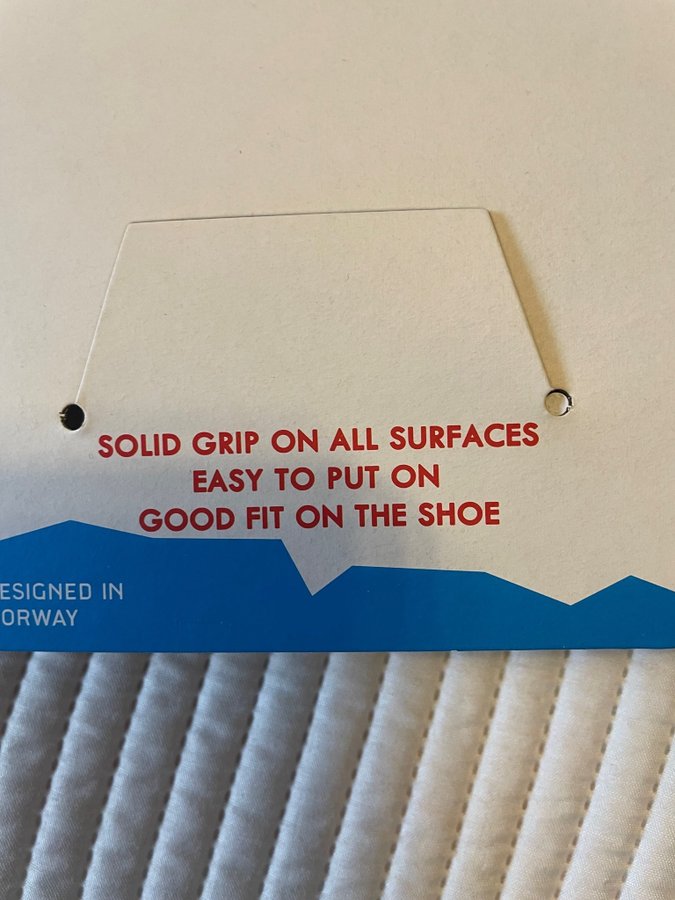 SOLID GRIP ON ALL SURFACES
EASY TO PUT ON
GOOD FIT ON THE SHOE
ESIGNED IN
ORWAY